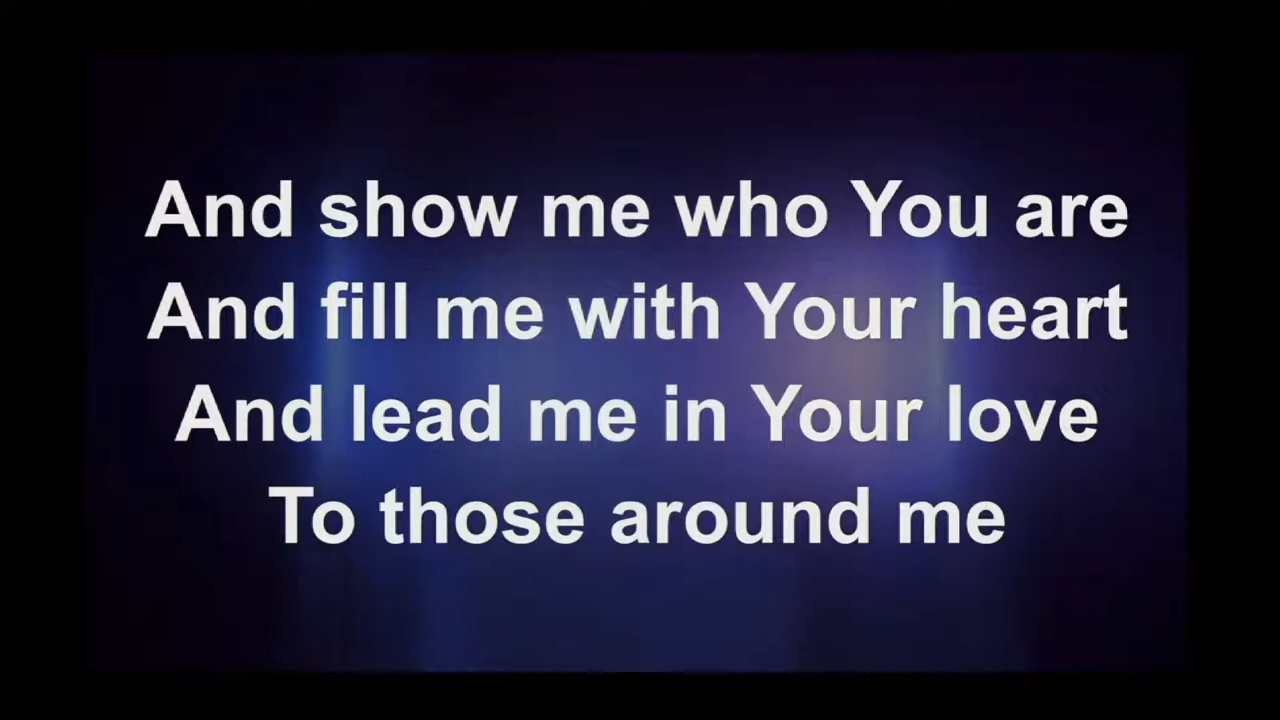 And show me who You are
And fill me with Your heart
And lead me in Your love
To those around me